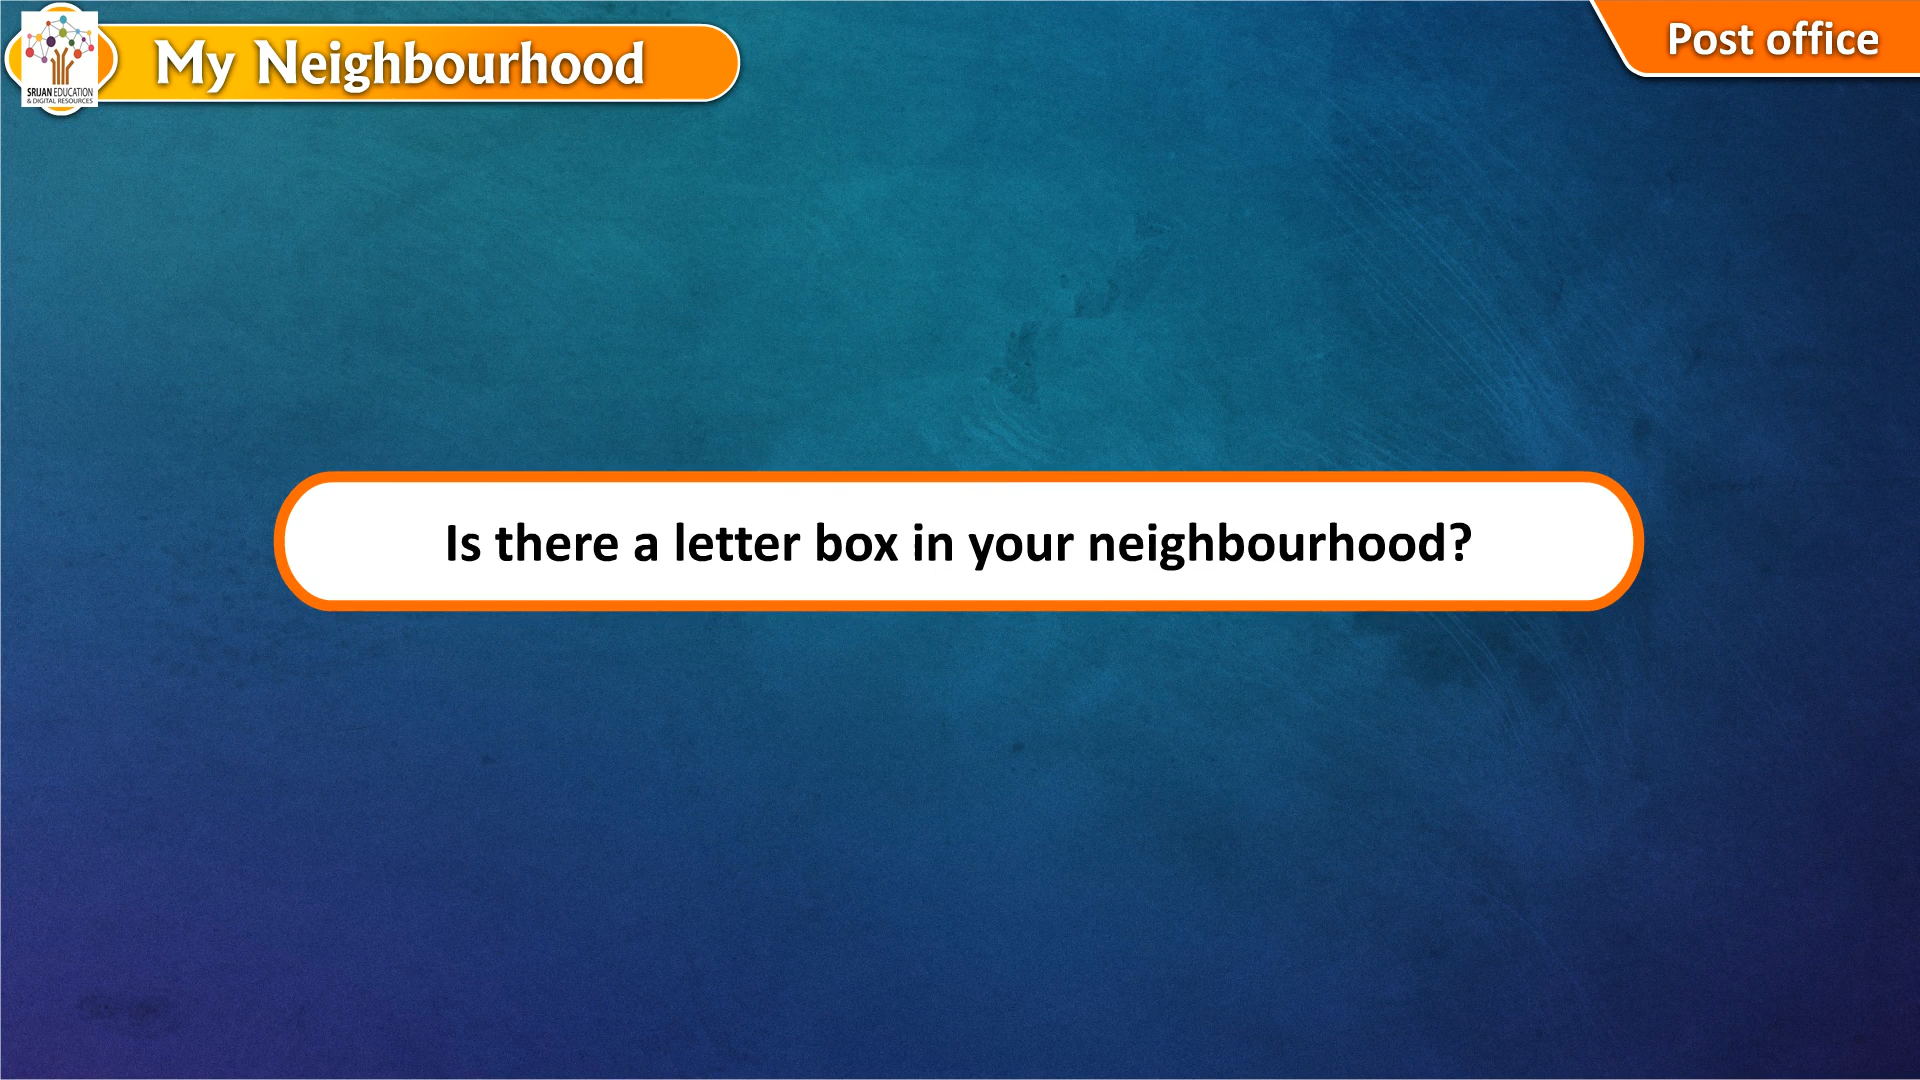 My Neighbourhood
SRIJAN EDUCATION
& DIGITAL RESOURCES
Post office
Is there a letter box in your neighbourhood?